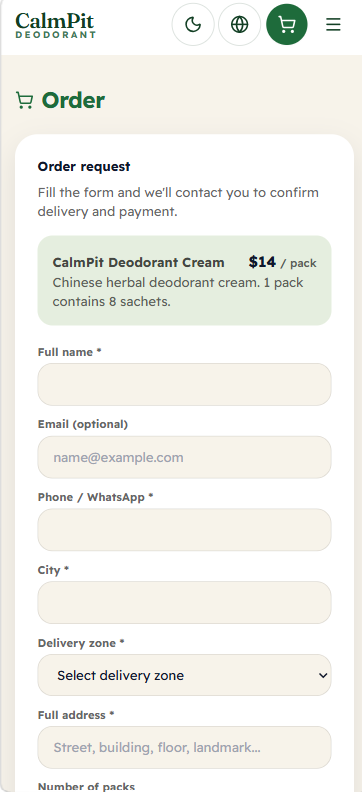 CalmPit
DEODORANT
Order
Order request
Fill the form and we'll contact you to confirm
delivery and payment.
CalmPit Deodorant Cream $14 / pack
Chinese herbal deodorant cream. 1 pack
contains 8 sachets.
Full name *
Email (optional)
name@example.com
Phone / WhatsApp *
City *
Delivery zone *
Select delivery zone
Full address *
Street, building, floor, landmark...
Number of packs